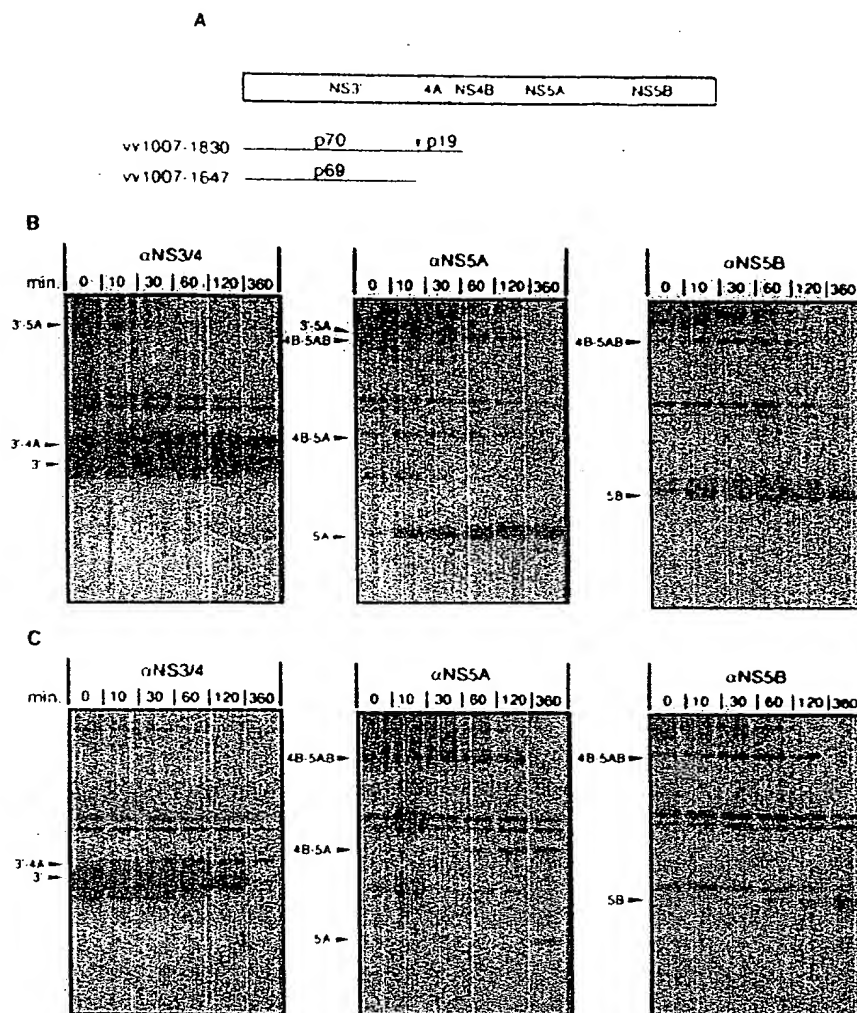 A
NS3' 4A NS4B NS5A NS5B
vv1007-1830 p70 p19
vv1007-1647 p69
B
αNS3/4 αNS5A αNS5B
min. 0 10 30 60 120 360 0 10 30 60 120 360 0 10 30 60 120 360
3'-5A 3'-5A
4B-5AB 4B-5AB
3'-4A 4B-5A
3'
5B
5A
C
αNS3/4 αNS5A αNS5B
min. 0 10 30 60 120 360 0 10 30 60 120 360 0 10 30 60 120 360
4B-5AB 4B-5AB
3'-4A 4B-5A
3'
5B
5A